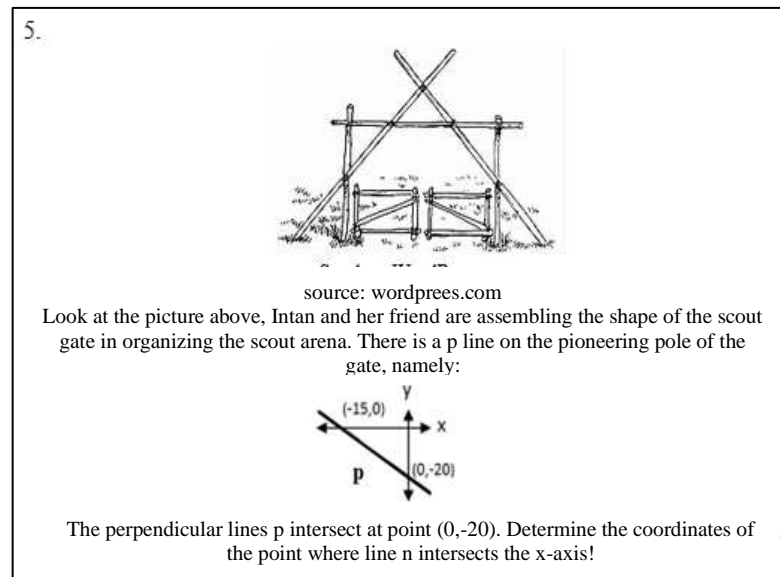 5.
source: wordprees.com
Look at the picture above, Intan and her friend are assembling the shape of the scout
gate in organizing the scout arena. There is a p line on the pioneering pole of the
gate, namely:
y
(-15,0)
x
p
(0,-20)
The perpendicular lines p intersect at point (0,-20). Determine the coordinates of
the point where line n intersects the x-axis!